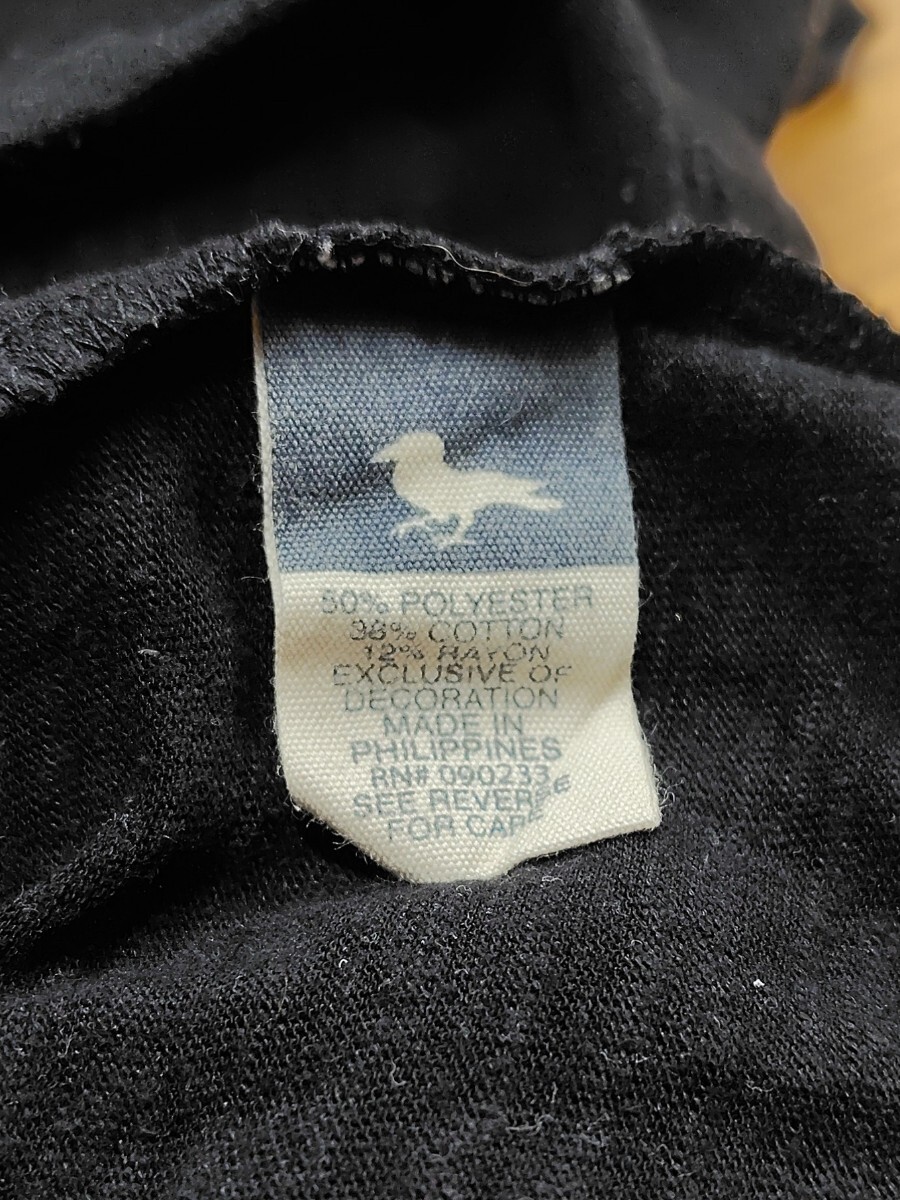 50% POLYESTER
38% COTTON
12% RAYON
EXCLUSIVE OF
DECORATION
MADE IN
PHILIPPINES
RN# 090233
SEE REVERSE
FOR CARE